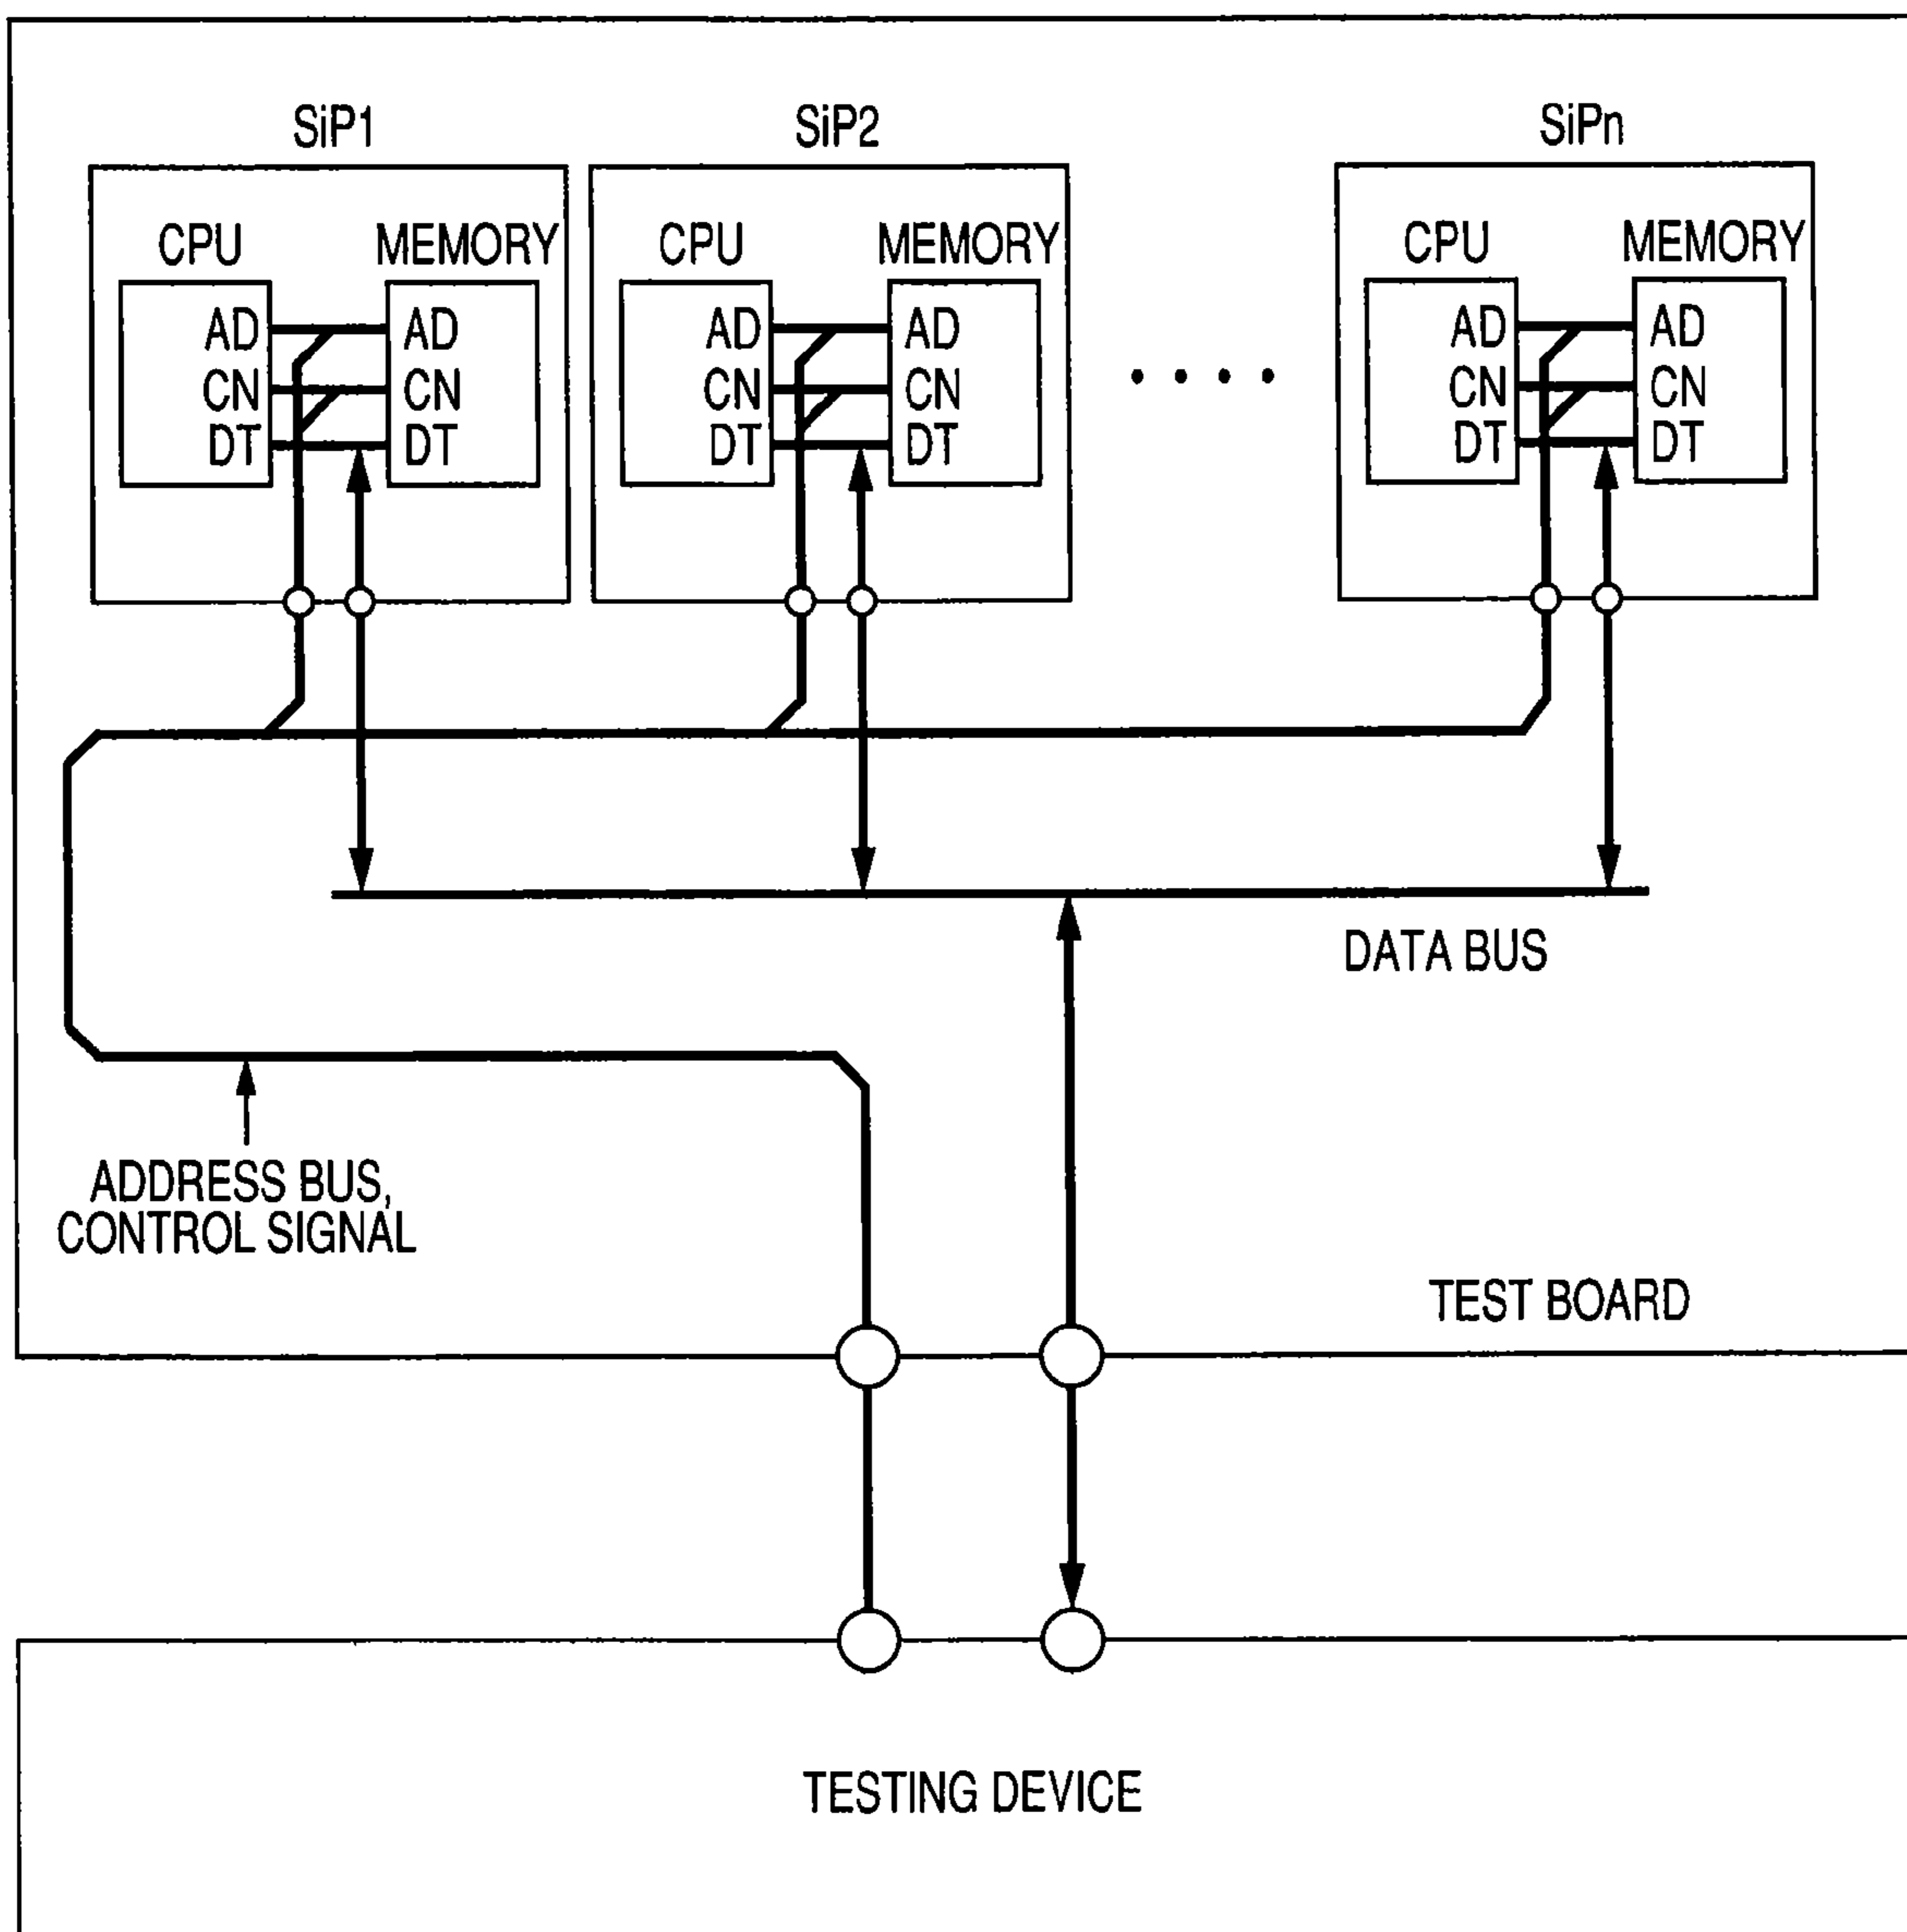 SiP1
SiP2
SiPn
CPU
MEMORY
CPU
MEMORY
CPU
MEMORY
AD
AD
AD
AD
AD
AD
CN
CN
CN
CN
CN
CN
DT
DT
DT
DT
DT
DT
DATA BUS
ADDRESS BUS,
CONTROL SIGNAL
TEST BOARD
TESTING DEVICE